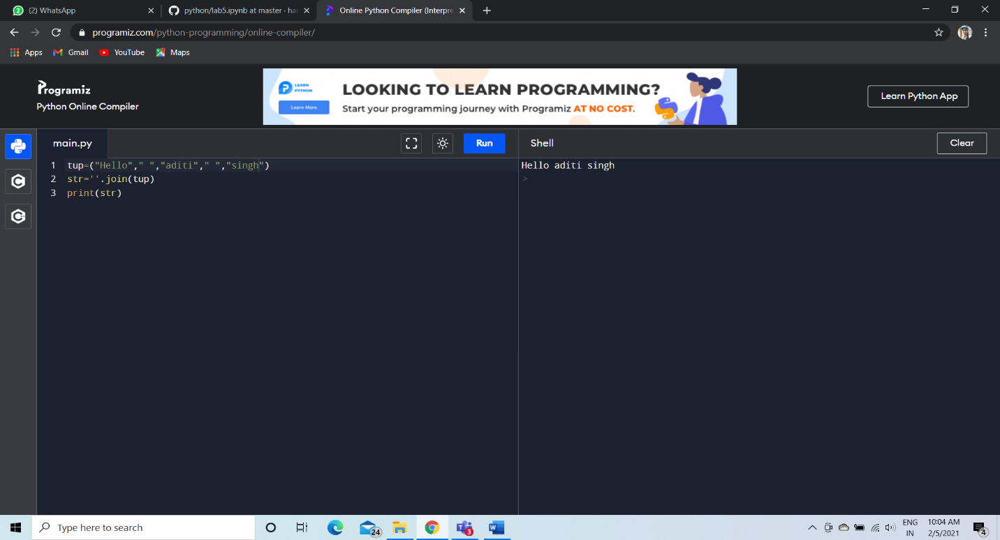 (2) WhatsApp
python/lab5.ipynb at master · ha
Online Python Compiler (Interpre
programiz.com/python-programming/online-compiler/
Apps Gmail YouTube Maps
Programiz
Python Online Compiler
LEARN PYTHON
Learn More
LOOKING TO LEARN PROGRAMMING?
Start your programming journey with Programiz AT NO COST.
Learn Python App
main.py
Run
Shell
Clear
1 tup=("Hello"," ","aditi"," ","singh")
2 str=''.join(tup)
3 print(str)
Hello aditi singh
>
Type here to search
24
3
ENG
IN
10:04 AM
2/5/2021
4